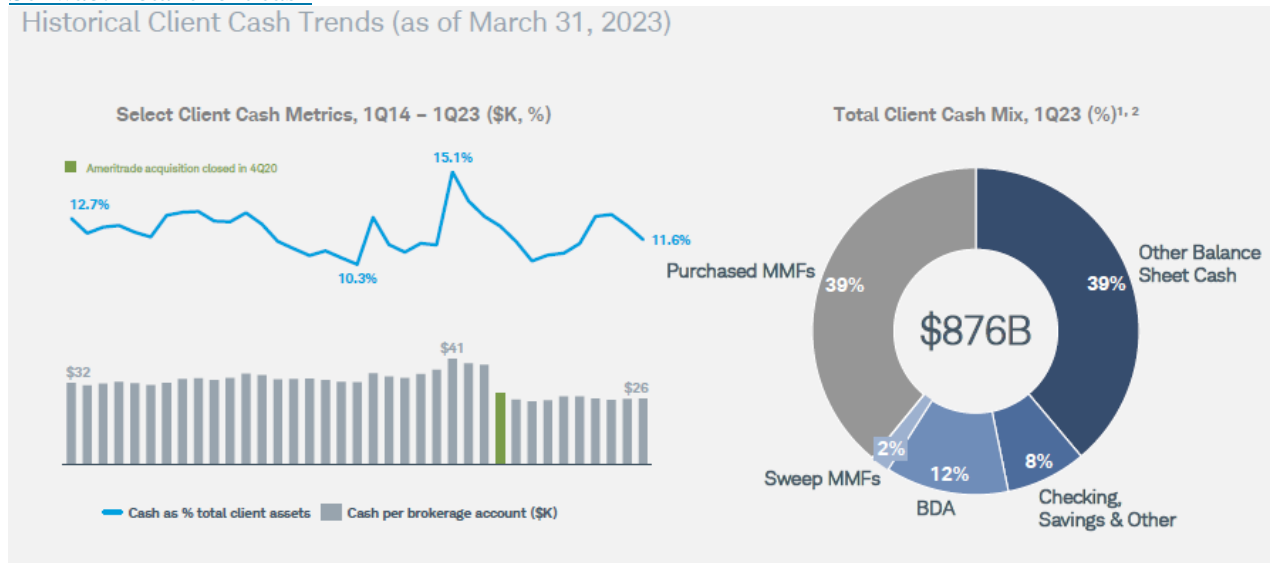 Historical Client Cash Trends (as of March 31, 2023)
Select Client Cash Metrics, 1Q14 – 1Q23 ($K, %)
Ameritrade acquisition closed in 4Q20
12.7%
15.1%
10.3%
11.6%
$32
$41
$26
Cash as % total client assets
Cash per brokerage account ($K)
Total Client Cash Mix, 1Q23 (%)¹, ²
Purchased MMFs
39%
Other Balance
Sheet Cash
39%
$876B
Sweep MMFs
2%
BDA
12%
8%
Checking,
Savings & Other